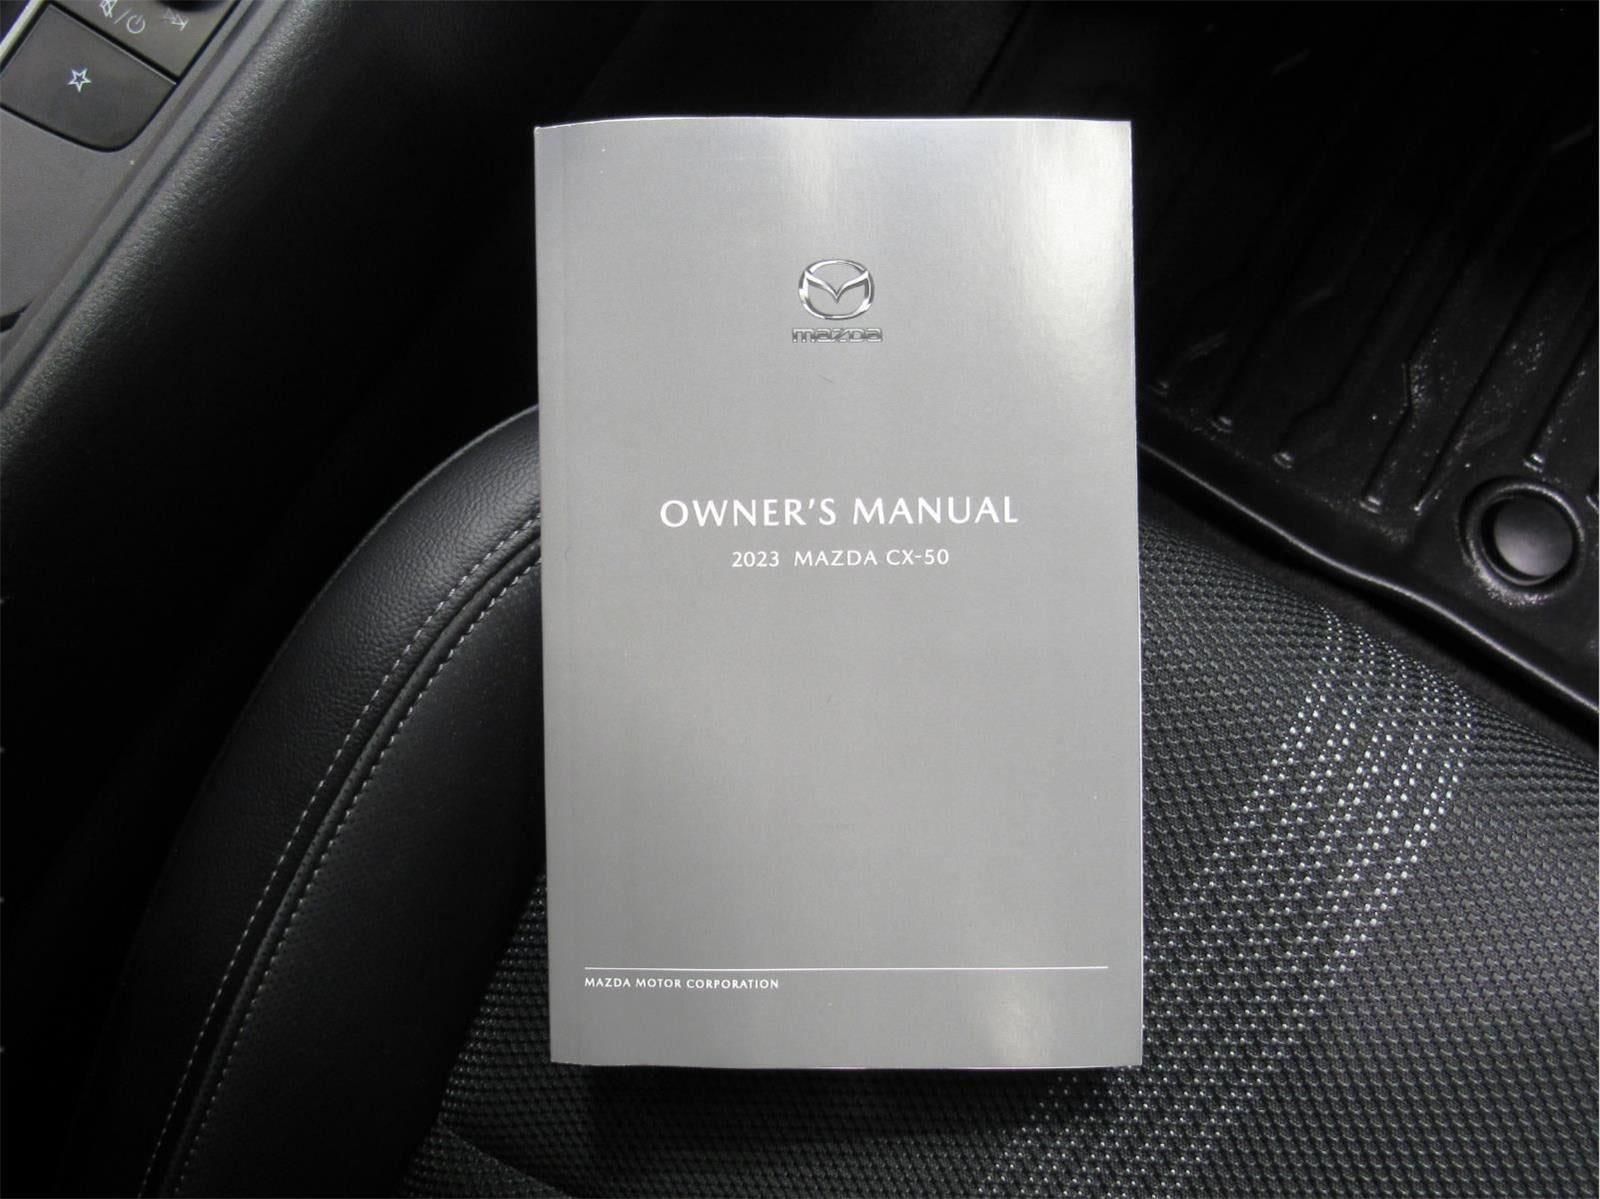 mazda
OWNER'S MANUAL
2023 MAZDA CX-50
MAZDA MOTOR CORPORATION